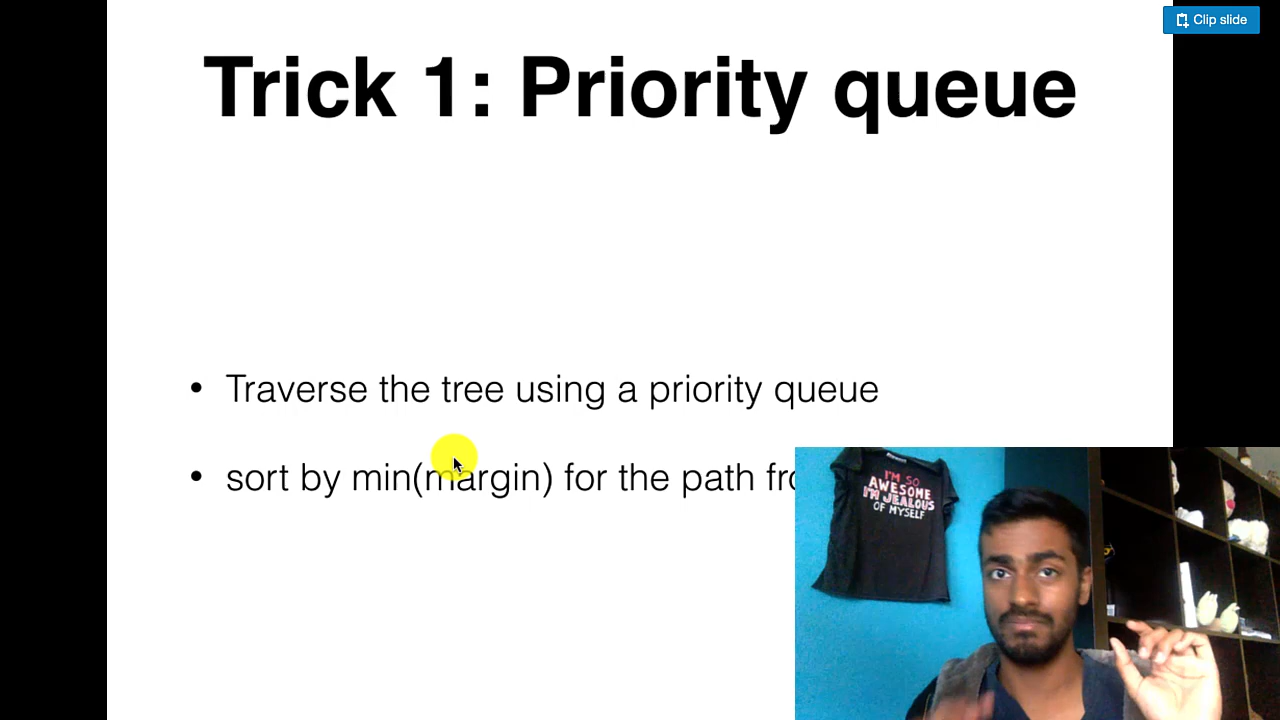 Clip slide
Trick 1: Priority queue
• Traverse the tree using a priority queue
• sort by min(margin) for the path
I'M SO
AWESOME
I'M JEALOUS
OF MYSELF